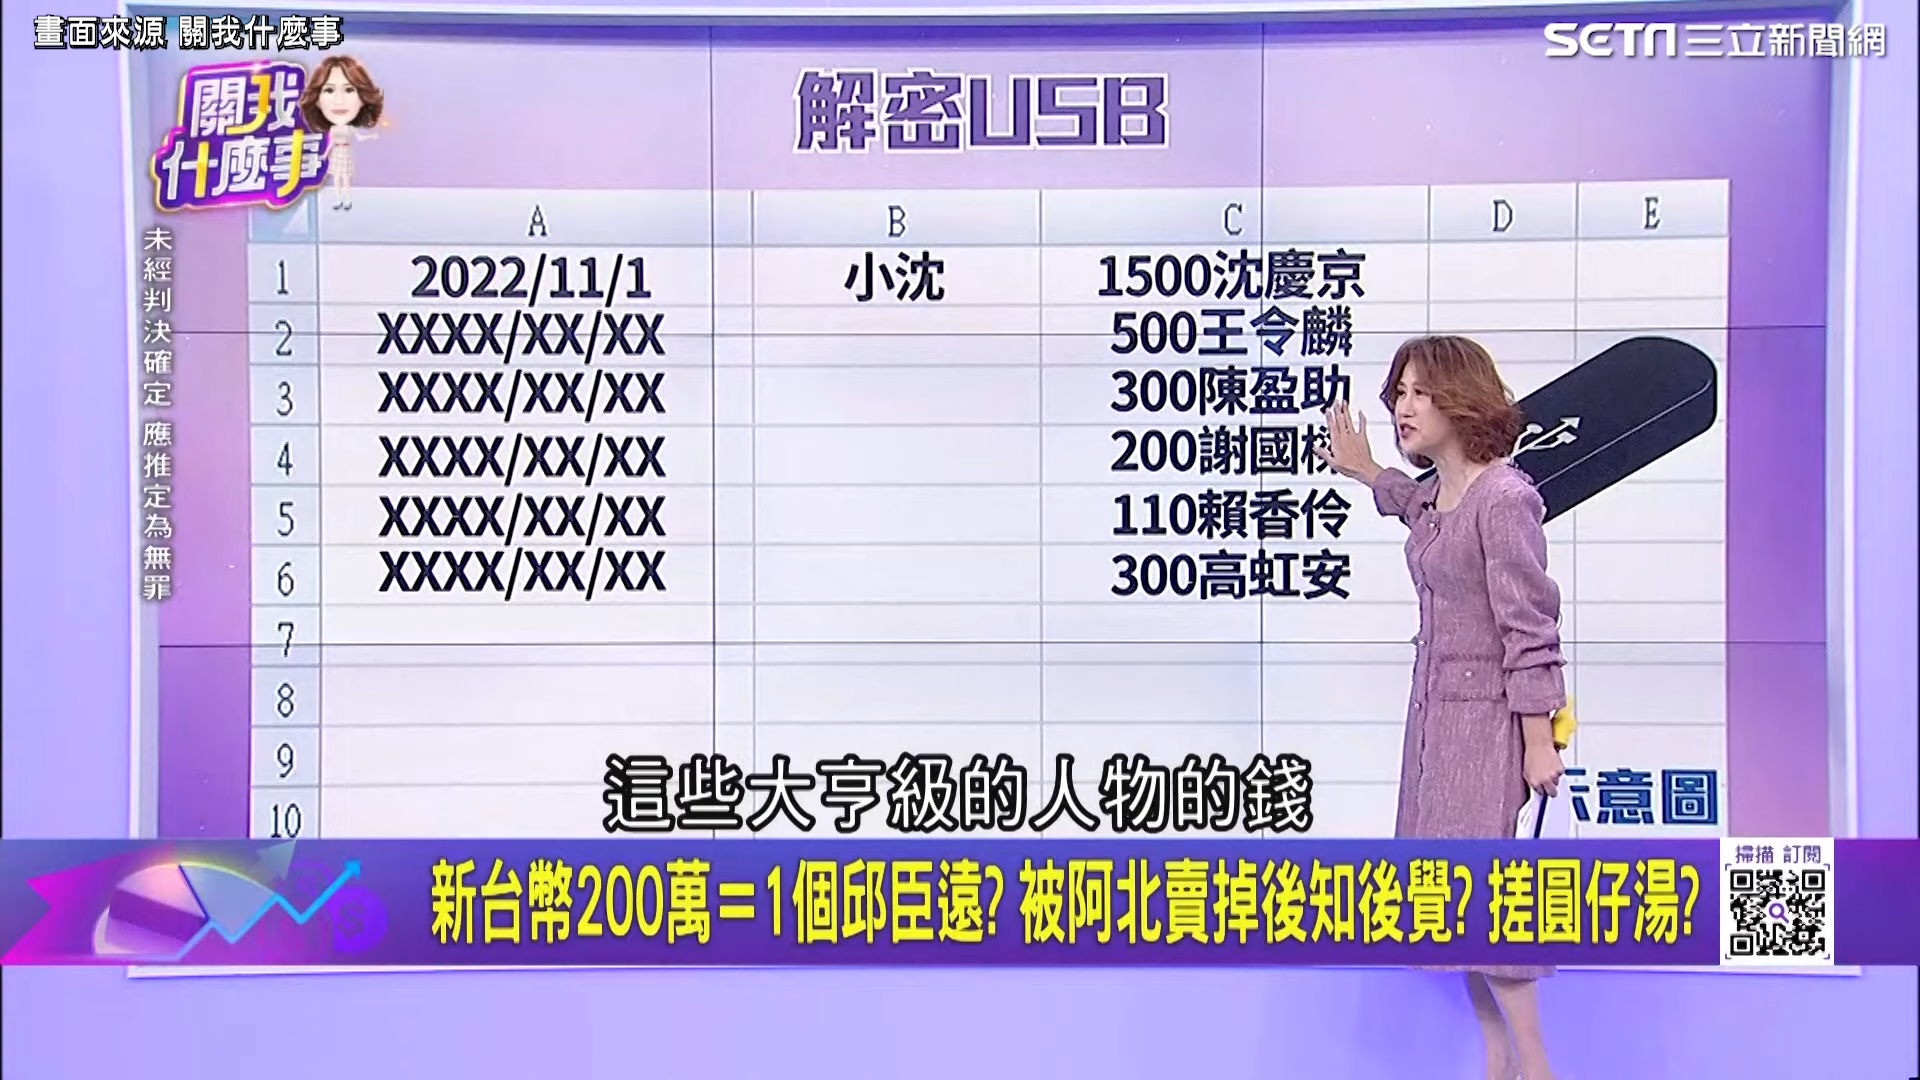 畫面來源 關我什麼事
SETN三立新聞網
關我
什麼事
解密USB
未經判決確定 應推定為無罪
A B C D E
1 2022/11/1 小沈 1500沈慶京
2 XXXX/XX/XX 500王令麟
3 XXXX/XX/XX 300陳盈助
4 XXXX/XX/XX 200謝國
5 XXXX/XX/XX 110賴香伶
6 XXXX/XX/XX 300高虹安
7
8
9
10
意圖
這些大亨級的人物的錢
新台幣200萬=1個邱臣遠? 被阿北賣掉後知後覺? 搓圓仔湯?
掃描 訂閱